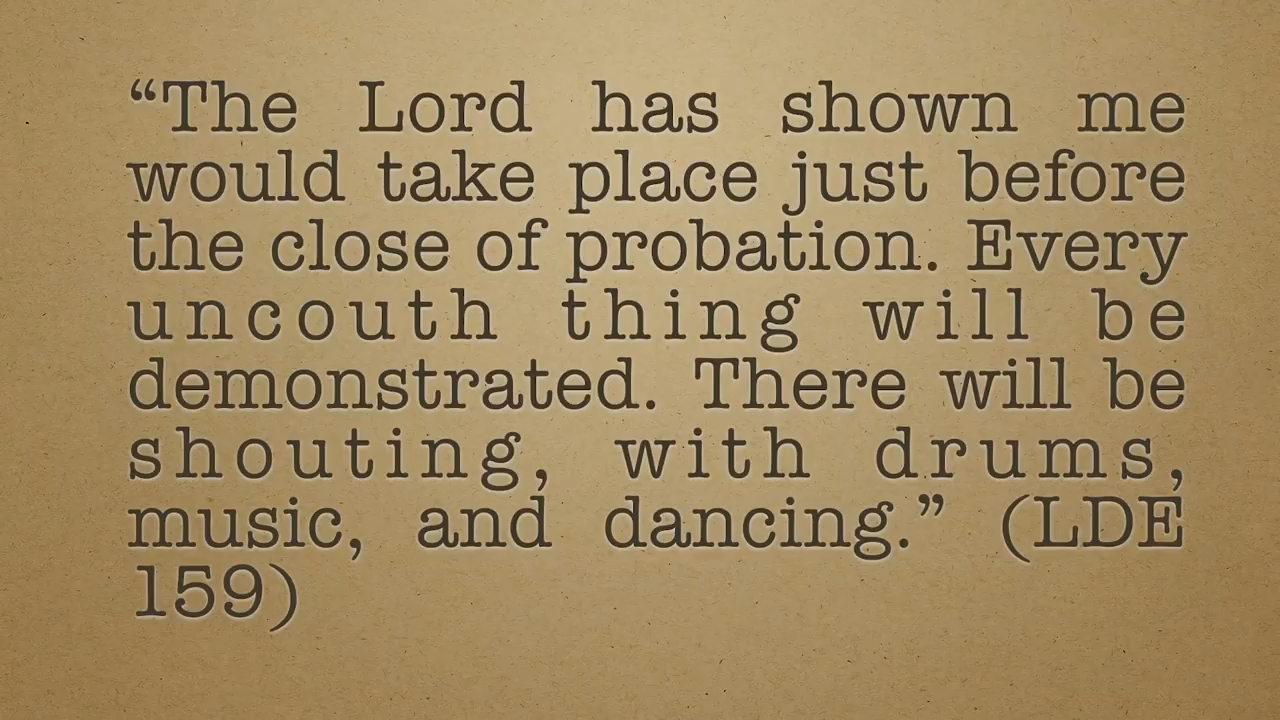 “The Lord has shown me
would take place just before
the close of probation. Every
uncouth thing will be
demonstrated. There will be
shouting, with drums,
music, and dancing.” (LDE
159)